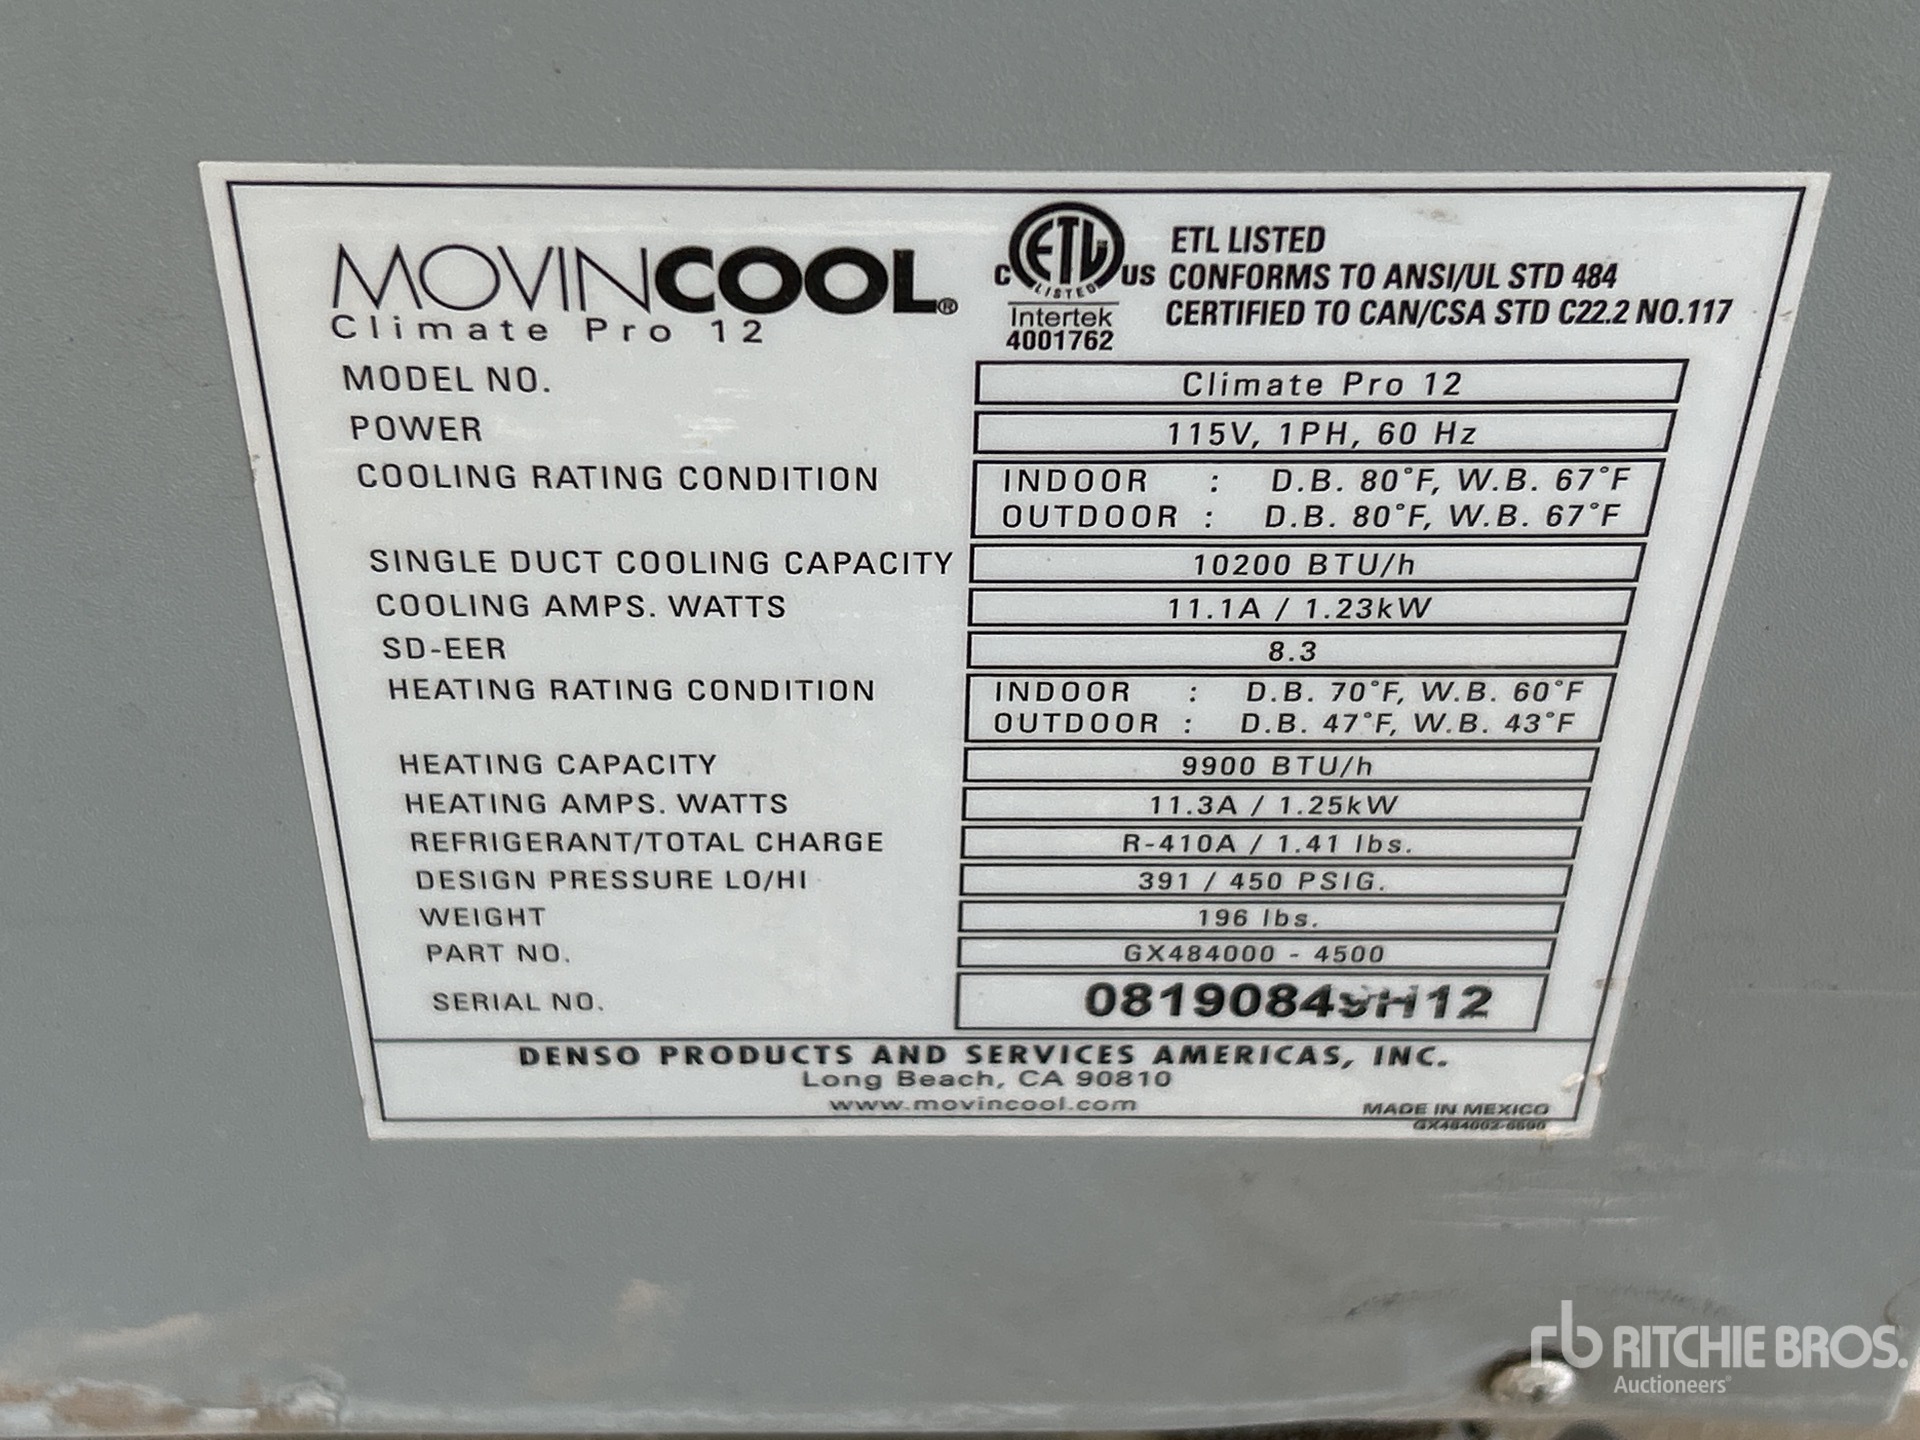 MOVINCOOL®
Climate Pro 12
C ETL US
LISTED
Intertek
4001762
ETL LISTED
CONFORMS TO ANSI/UL STD 484
CERTIFIED TO CAN/CSA STD C22.2 NO.117
MODEL NO. Climate Pro 12
POWER 115V, 1PH, 60 Hz
COOLING RATING CONDITION INDOOR : D.B. 80°F, W.B. 67°F
OUTDOOR : D.B. 80°F, W.B. 67°F
SINGLE DUCT COOLING CAPACITY 10200 BTU/h
COOLING AMPS. WATTS 11.1A / 1.23kW
SD-EER 8.3
HEATING RATING CONDITION INDOOR : D.B. 70°F, W.B. 60°F
OUTDOOR : D.B. 47°F, W.B. 43°F
HEATING CAPACITY 9900 BTU/h
HEATING AMPS. WATTS 11.3A / 1.25kW
REFRIGERANT/TOTAL CHARGE R-410A / 1.41 lbs.
DESIGN PRESSURE LO/HI 391 / 450 PSIG.
WEIGHT 196 lbs.
PART NO. GX484000 - 4500
SERIAL NO.
DENSO PRODUCTS AND SERVICES AMERICAS, INC.
Long Beach, CA 90810
www.movincool.com
MADE IN MEXICO
rb RITCHIE BROS.
Auctioneers